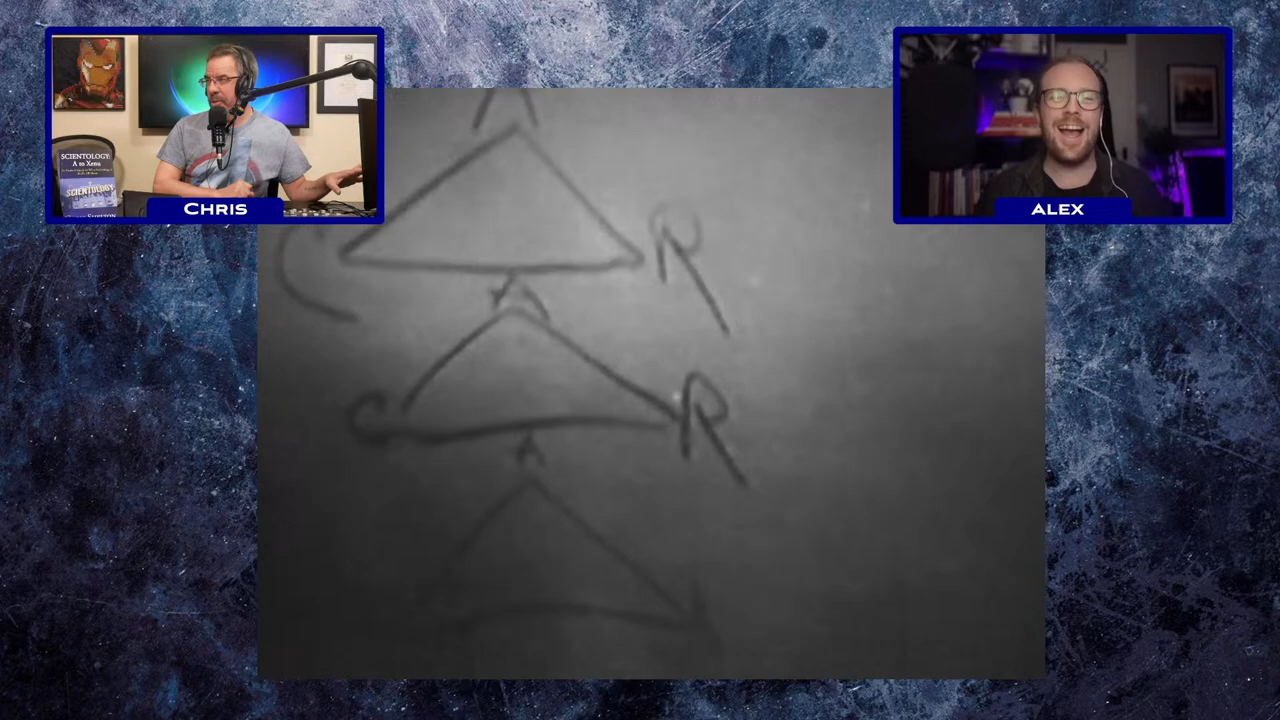 SCIENTOLOGY:
A to Xenu
SCIENTOLOGY
CHRIS
ALEX
A
C R
A
C R
A